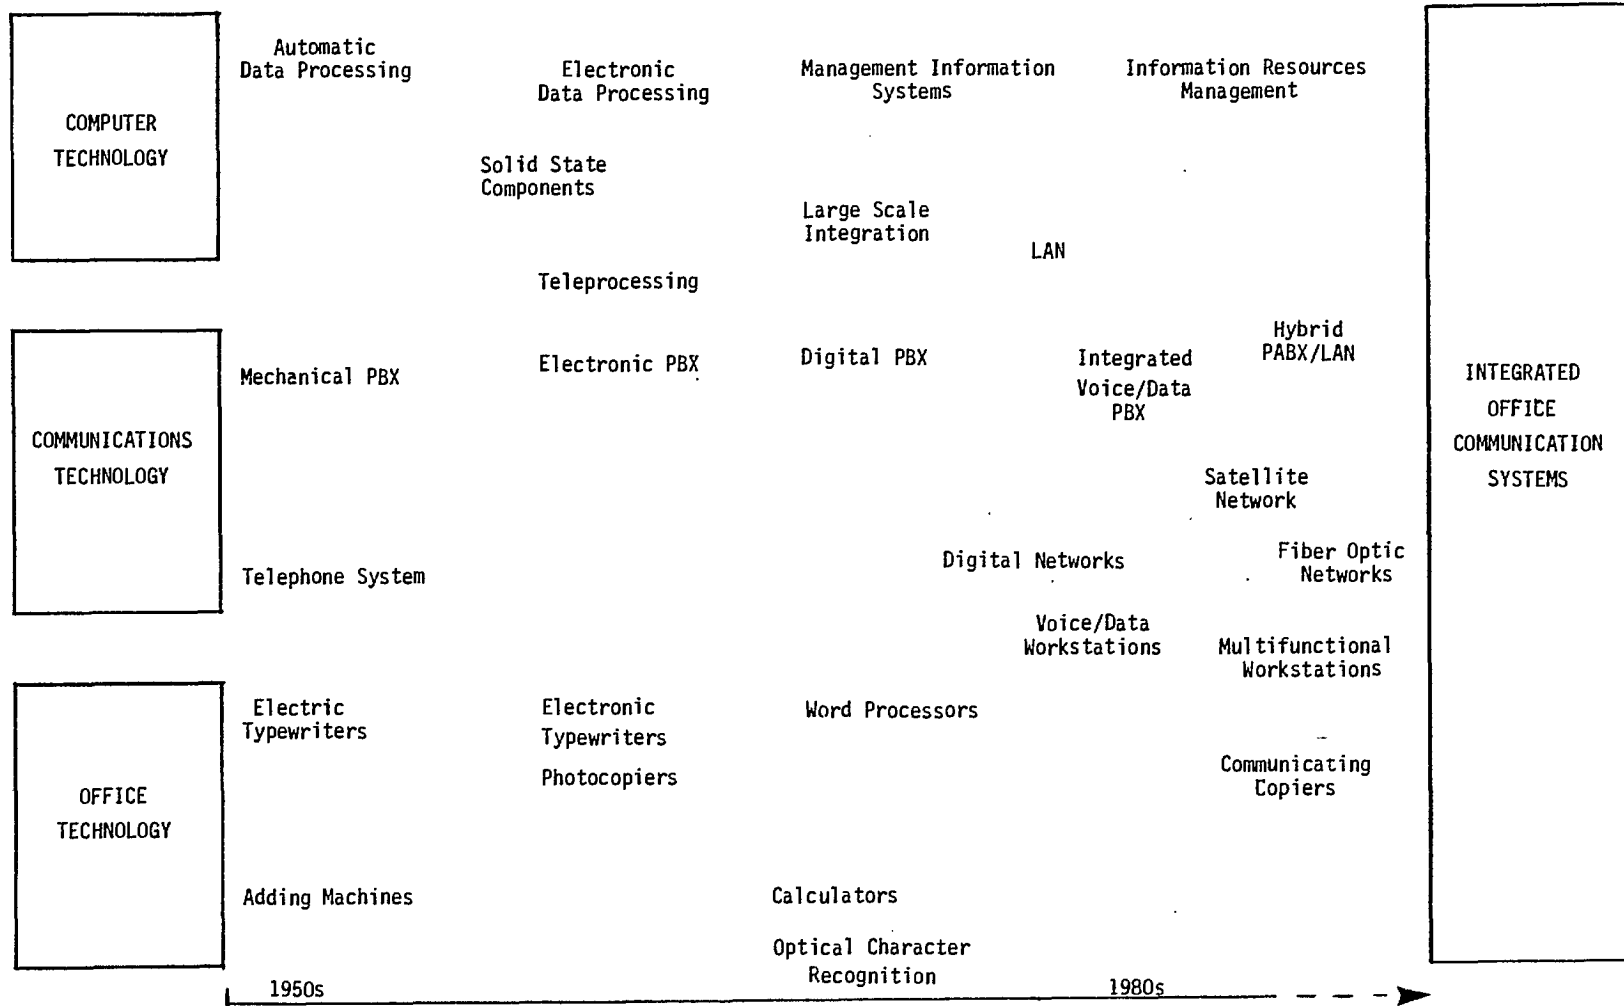 COMPUTER
TECHNOLOGY
Automatic
Data Processing
Electronic
Data Processing
Management Information
Systems
Information Resources
Management
Solid State
Components
Large Scale
Integration
LAN
Teleprocessing
COMMUNICATIONS
TECHNOLOGY
Mechanical PBX
Electronic PBX
Digital PBX
Integrated
Voice/Data
PBX
Hybrid
PABX/LAN
Satellite
Network
Telephone System
Digital Networks
Fiber Optic
Networks
Voice/Data
Workstations
Multifunctional
Workstations
OFFICE
TECHNOLOGY
Electric
Typewriters
Electronic
Typewriters
Photocopiers
Word Processors
Communicating
Copiers
Adding Machines
Calculators
Optical Character
Recognition
1950s
1980s
INTEGRATED
OFFICE
COMMUNICATION
SYSTEMS